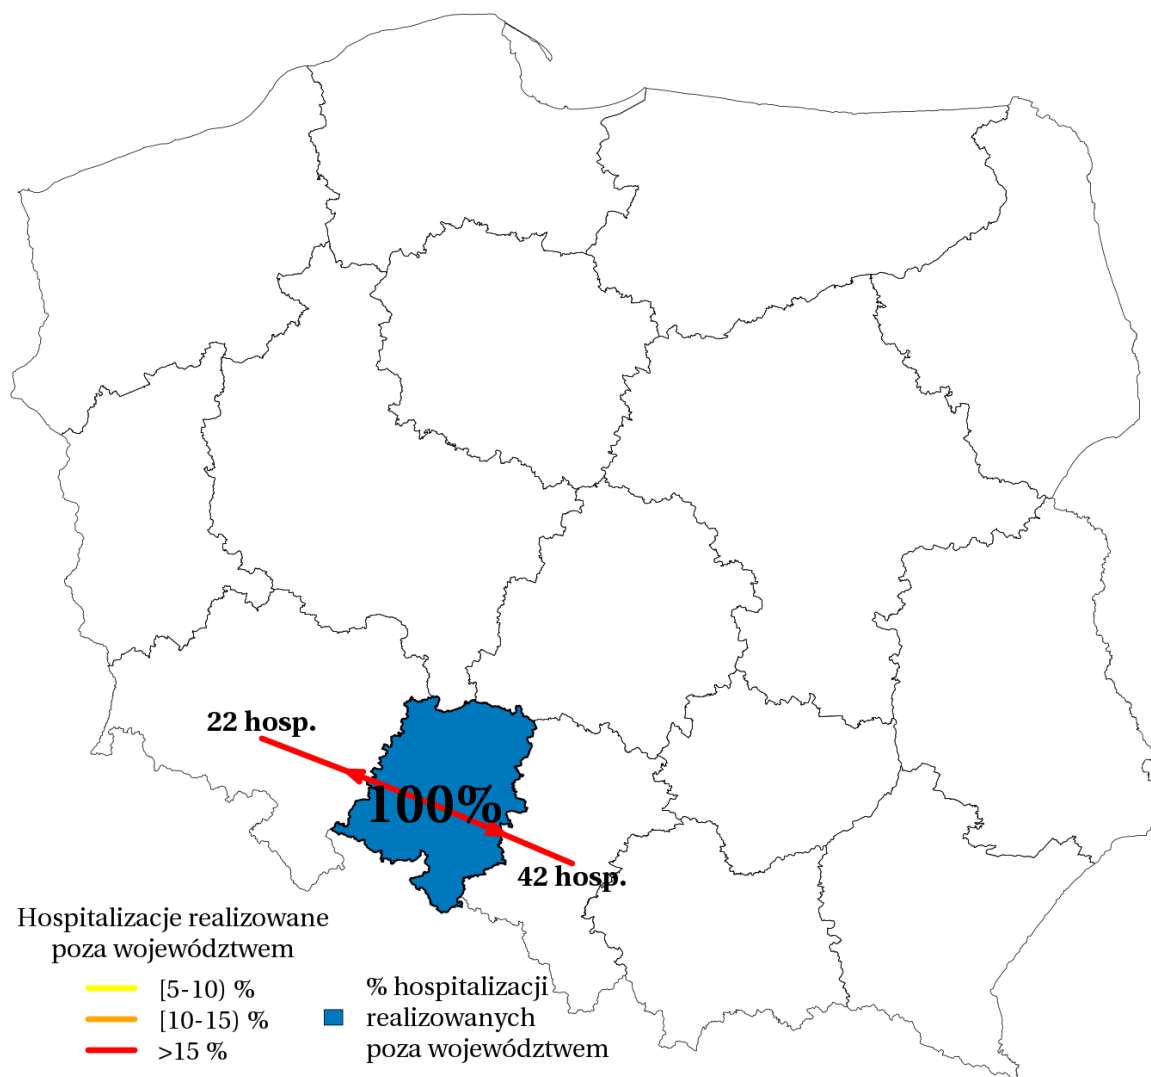 22 hosp.
100%
42 hosp.
Hospitalizacje realizowane
poza województwem
[5-10) %
[10-15) %
>15 %
% hospitalizacji
realizowanych
poza województwem